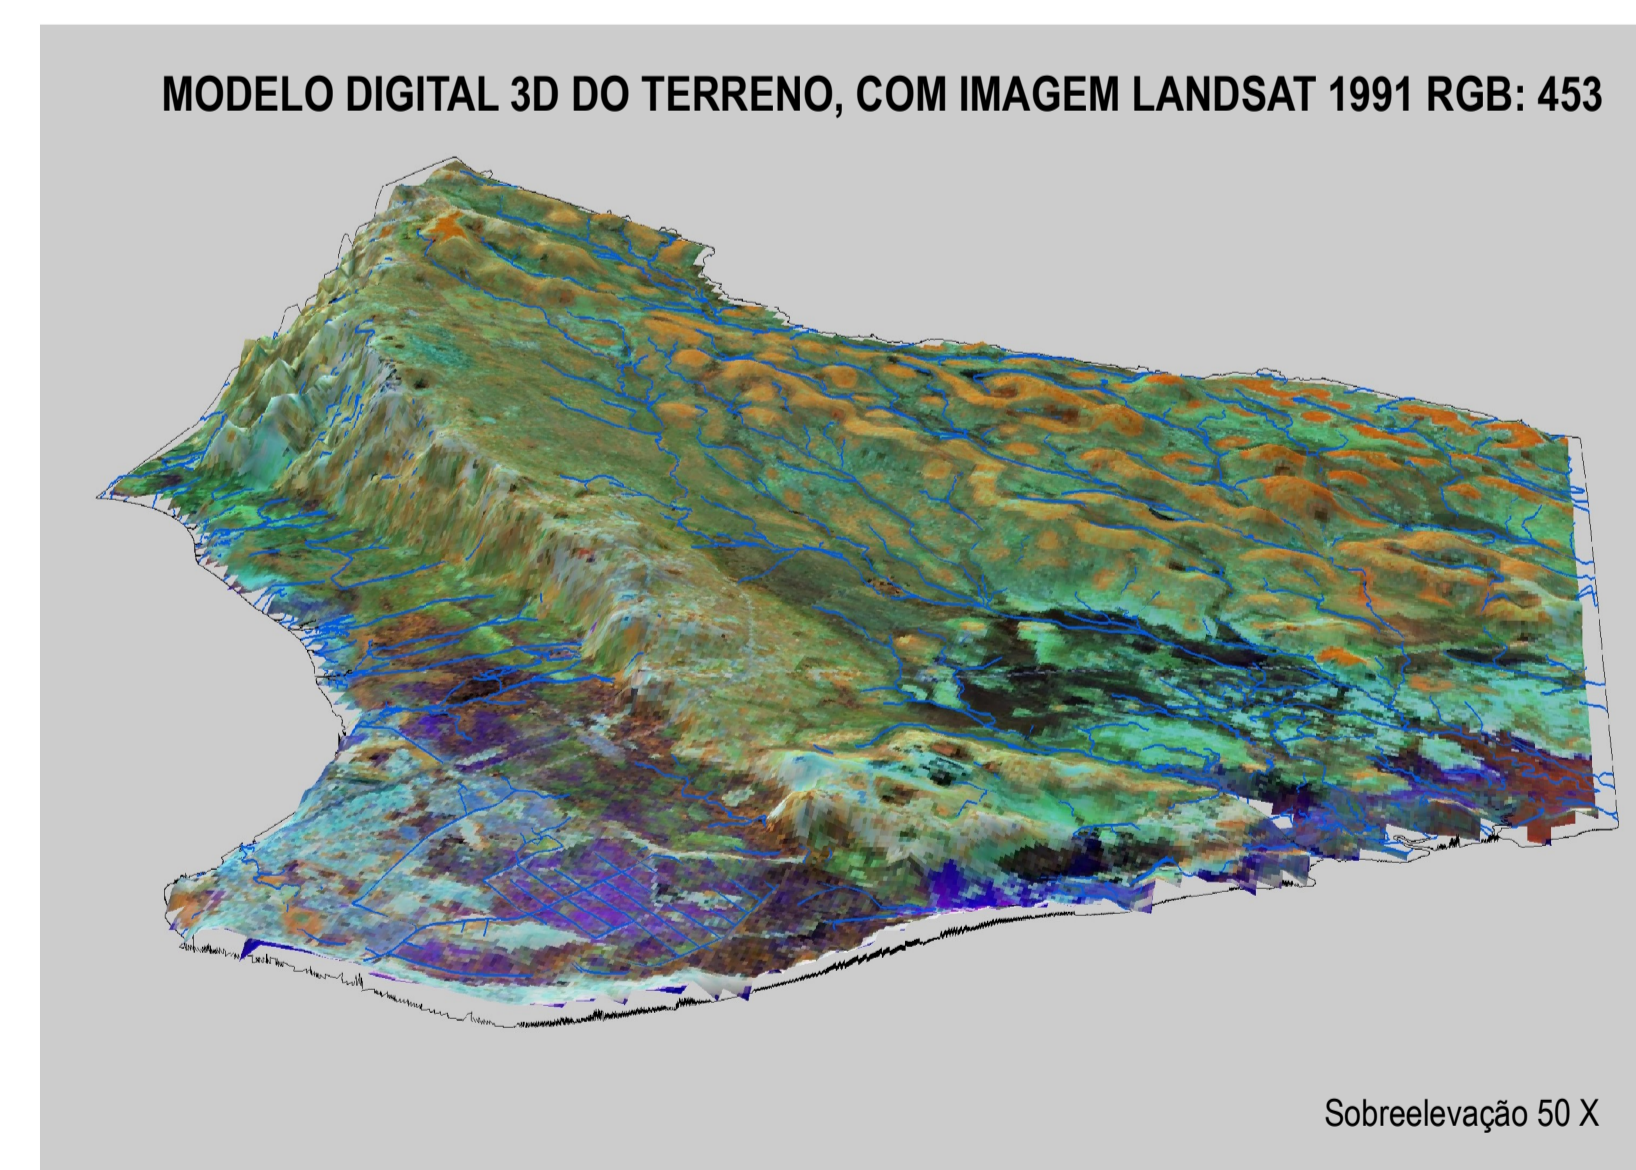 MODELO DIGITAL 3D DO TERRENO, COM IMAGEM LANDSAT 1991 RGB: 453
Sobreelevação 50 X